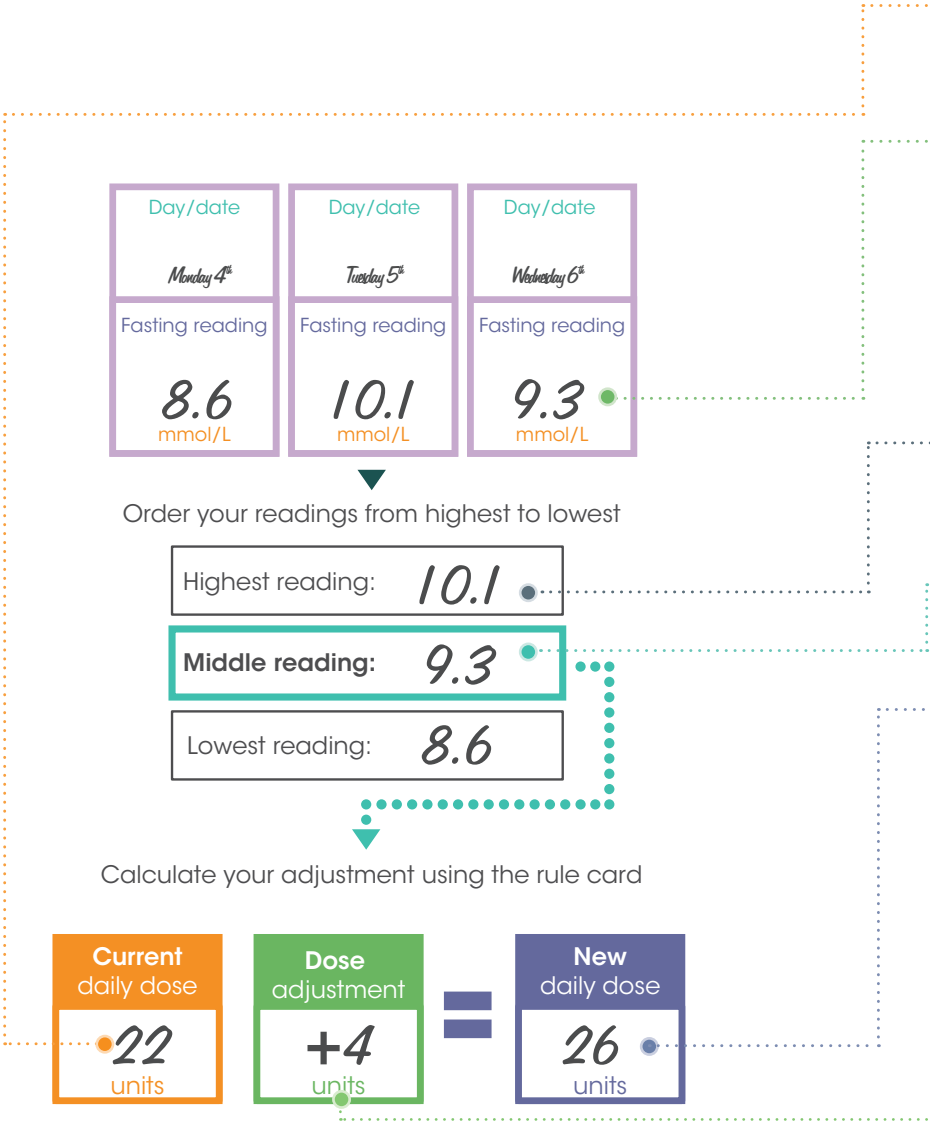 Day/date Day/date Day/date
Monday 4th Tuesday 5th Wednesday 6th
Fasting reading Fasting reading Fasting reading
8.6 10.1 9.3
mmol/L mmol/L mmol/L
Order your readings from highest to lowest
Highest reading: 10.1
Middle reading: 9.3
Lowest reading: 8.6
Calculate your adjustment using the rule card
Current Dose New
daily dose adjustment daily dose
22 +4 = 26
units units units